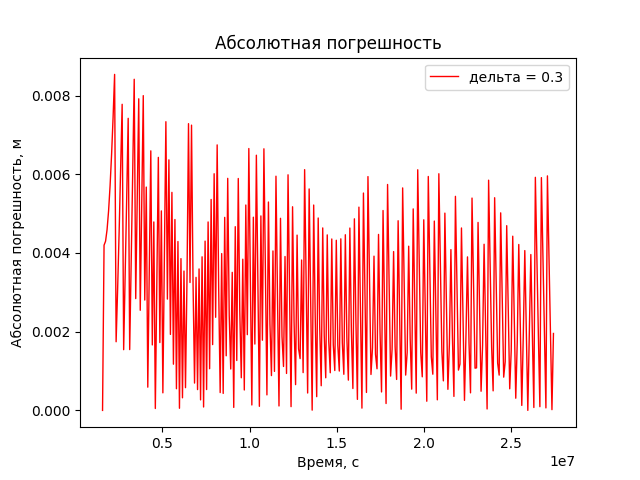 Абсолютная погрешность
дельта = 0.3
0.008
0.006
0.004
0.002
0.000
Абсолютная погрешность, м
0.5
1.0
1.5
2.0
2.5
1e7
Время, с